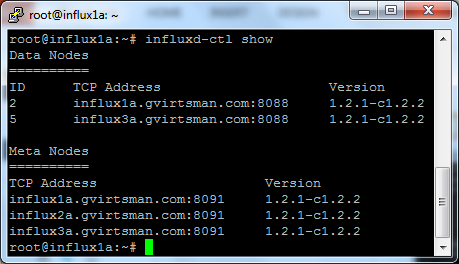 root@influx1a: ~
root@influx1a:~# influxd-ctl show
Data Nodes
==========
ID TCP Address Version
2 influx1a.gvirtsman.com:8088 1.2.1-c1.2.2
5 influx3a.gvirtsman.com:8088 1.2.1-c1.2.2
Meta Nodes
==========
TCP Address Version
influx1a.gvirtsman.com:8091 1.2.1-c1.2.2
influx2a.gvirtsman.com:8091 1.2.1-c1.2.2
influx3a.gvirtsman.com:8091 1.2.1-c1.2.2
root@influx1a:~#